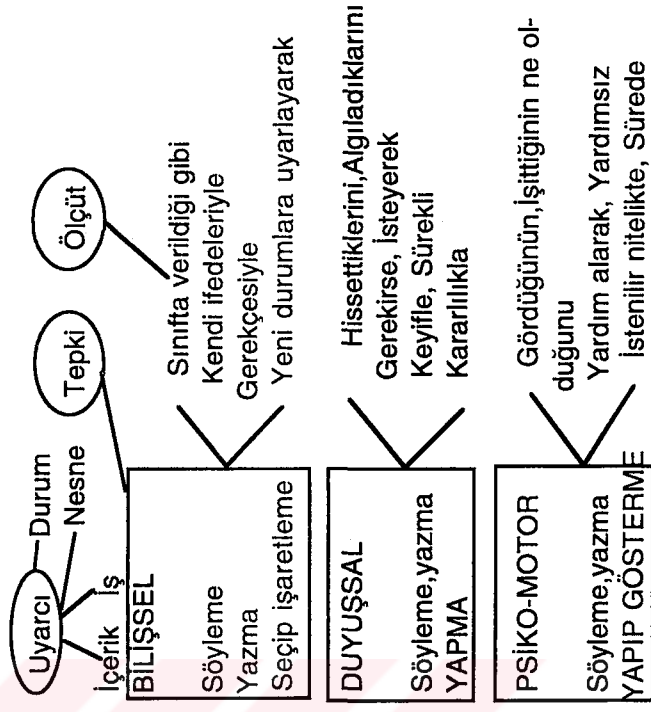 Uyarcı
Durum
Nesne
İş
İçerik
Tepki
Ölçüt
BİLİŞSEL
Söyleme
Yazma
Seçip işaretleme
Sınıfta verildiği gibi
Kendi ifedeleriyle
Gerekçesiyle
Yeni durumlara uyarlayarak
DUYUŞSAL
Söyleme,yazma
YAPMA
Hissettiklerini,Algıladıklarını
Gerekirse, İsteyerek
Keyifle, Sürekli
Kararlılıkla
PSİKO-MOTOR
Söyleme,yazma
YAPIP GÖSTERME
Gördüğünün,İşittiğinin ne ol-
duğunu
Yardım alarak, Yardımsız
İstenilir nitelikte, Sürede